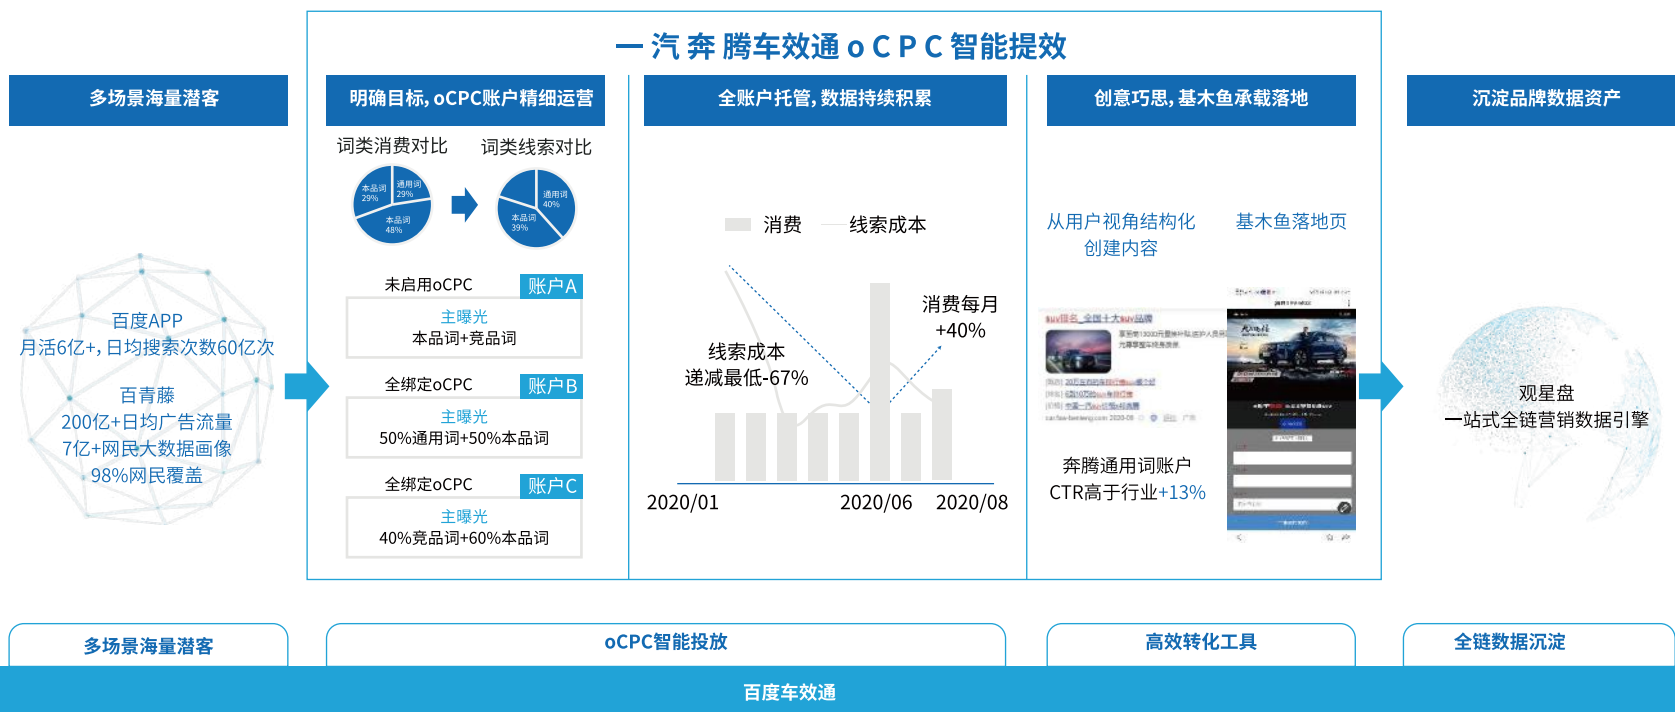 一汽奔腾车效通oCPC智能提效
多场景海量潜客
百度APP
月活6亿+, 日均搜索次数60亿次
百青藤
200亿+日均广告流量
7亿+网民大数据画像
98%网民覆盖
明确目标, oCPC账户精细运营
词类消费对比
词类线索对比
本品词
29%
通用词
29%
本品词
48%
通用词
40%
本品词
39%
未启用oCPC
账户A
主曝光
本品词+竞品词
全绑定oCPC
账户B
主曝光
50%通用词+50%本品词
全绑定oCPC
账户C
主曝光
40%竞品词+60%本品词
全账户托管, 数据持续积累
消费
线索成本
线索成本
递减最低-67%
消费每月
+40%
2020/01
2020/06
2020/08
创意巧思, 基木鱼承载落地
从用户视角结构化
创建内容
基木鱼落地页
suv排名_全国十大suv品牌
奔腾通用词账户
CTR高于行业+13%
沉淀品牌数据资产
观星盘
一站式全链营销数据引擎
多场景海量潜客
oCPC智能投放
高效转化工具
全链数据沉淀
百度车效通